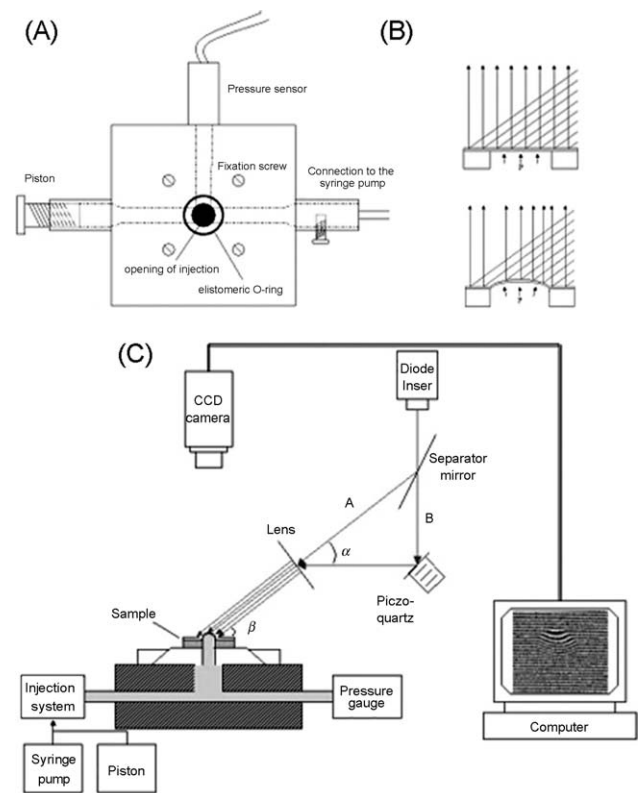 (A)
Pressure sensor
Fixation screw
Piston
Connection to the
syringe pump
opening of injection
elistomeric O-ring
(B)
P
P
(C)
CCD
camera
Diode
Inser
Separator
mirror
A
B
Lens
α
Piczo-
quartz
Sample
β
Injection
system
Pressure
gauge
Syringe
pump
Piston
Computer